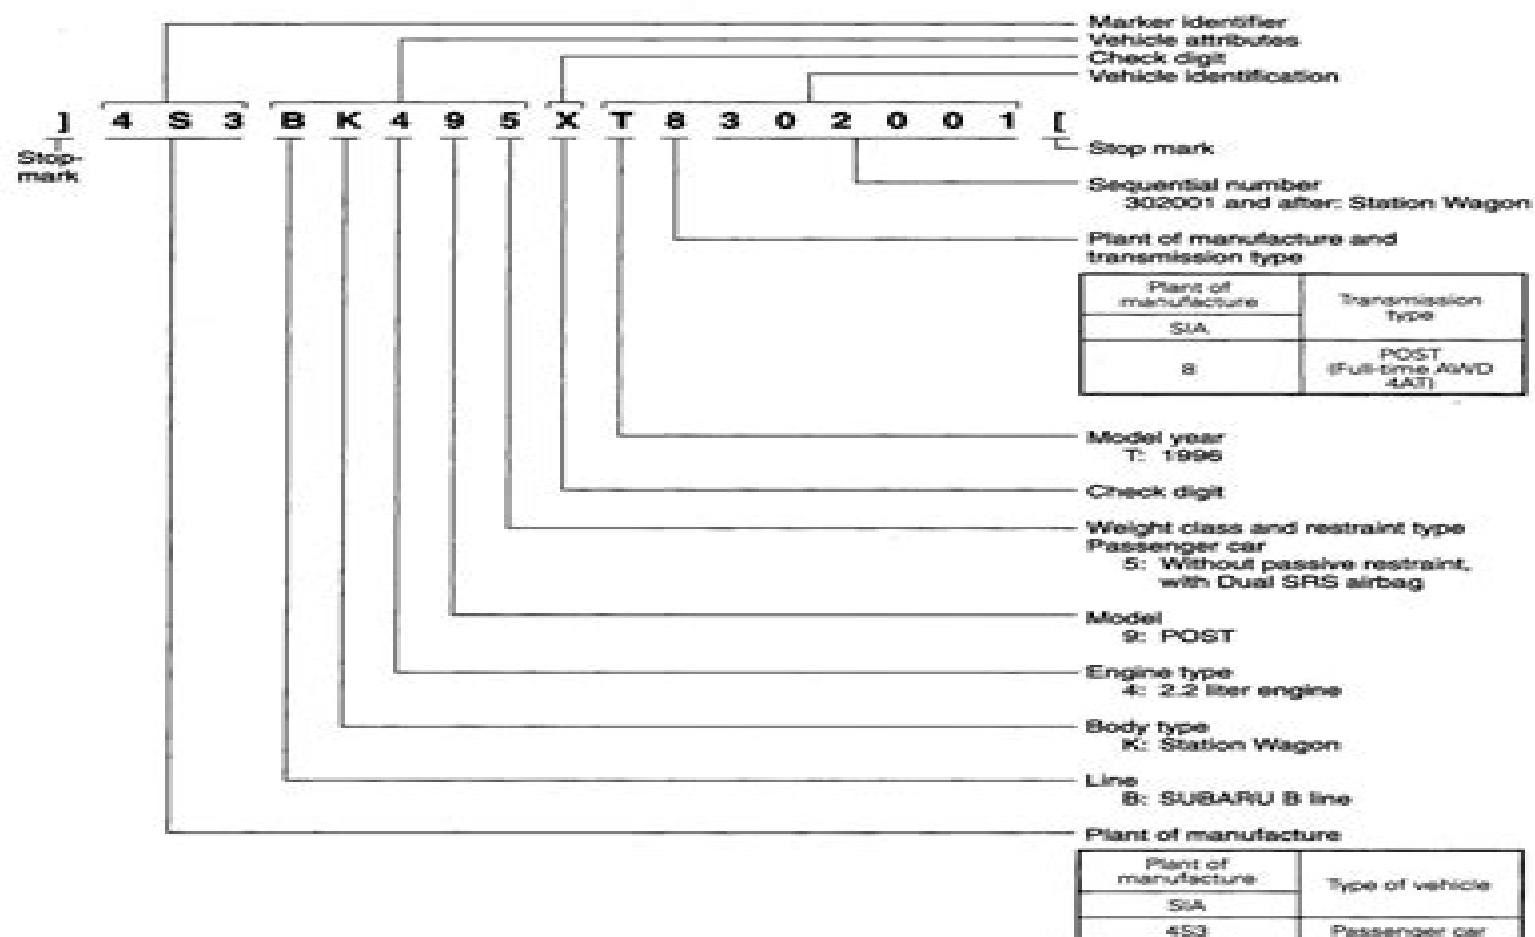 Marker identifier
Vehicle attributes
Check digit
Vehicle identification
] 4 S 3 B K 4 9 5 X T 8 3 0 2 0 0 1 [
Stop-
mark
Stop mark
Sequential number
302001 and after: Station Wagon
Plant of manufacture and
transmission type
Plant of
manufacture
Transmission
type
SIA
8
POST
(Full-time AWD
4AT)
Model year
T: 1996
Check digit
Weight class and restraint type
Passenger car
5: Without passive restraint,
with Dual SRS airbag
Model
9: POST
Engine type
4: 2.2 liter engine
Body type
K: Station Wagon
Line
B: SUBARU B line
Plant of manufacture
Plant of
manufacture
Type of vehicle
SIA
4S3
Passenger car